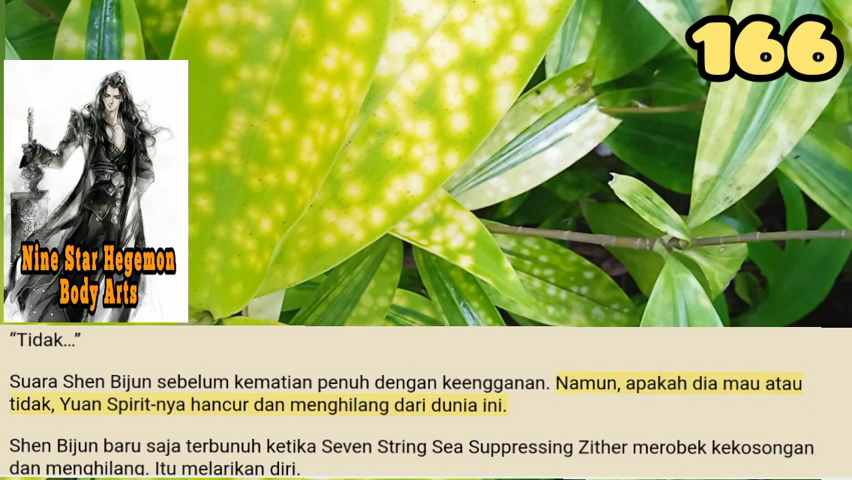 166
Nine Star Hegemon
Body Arts
“Tidak…”
Suara Shen Bijun sebelum kematian penuh dengan keengganan. Namun, apakah dia mau atau
tidak, Yuan Spirit-nya hancur dan menghilang dari dunia ini.
Shen Bijun baru saja terbunuh ketika Seven String Sea Suppressing Zither merobek kekosongan
dan menghilang. Itu melarikan diri.